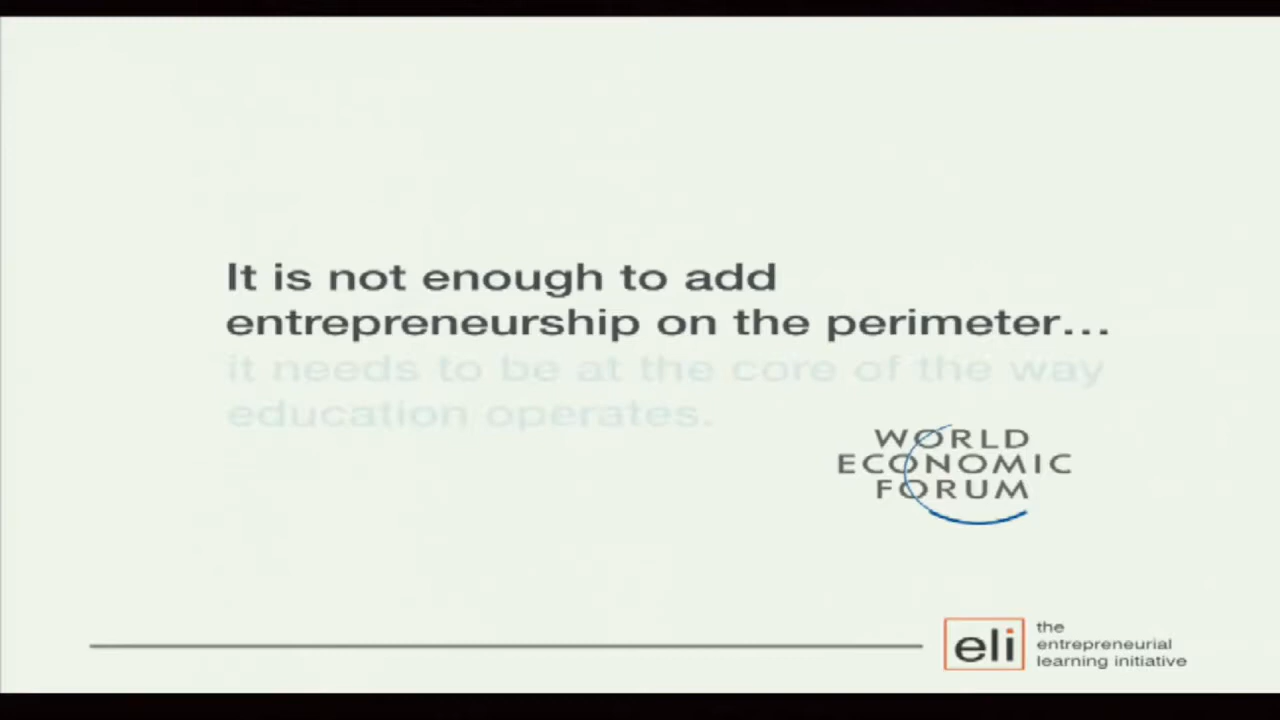 It is not enough to add
entrepreneurship on the perimeter...
it needs to be at the core of the way
education operates.
WORLD
ECONOMIC
FORUM
eli
the
entrepreneurial
learning initiative